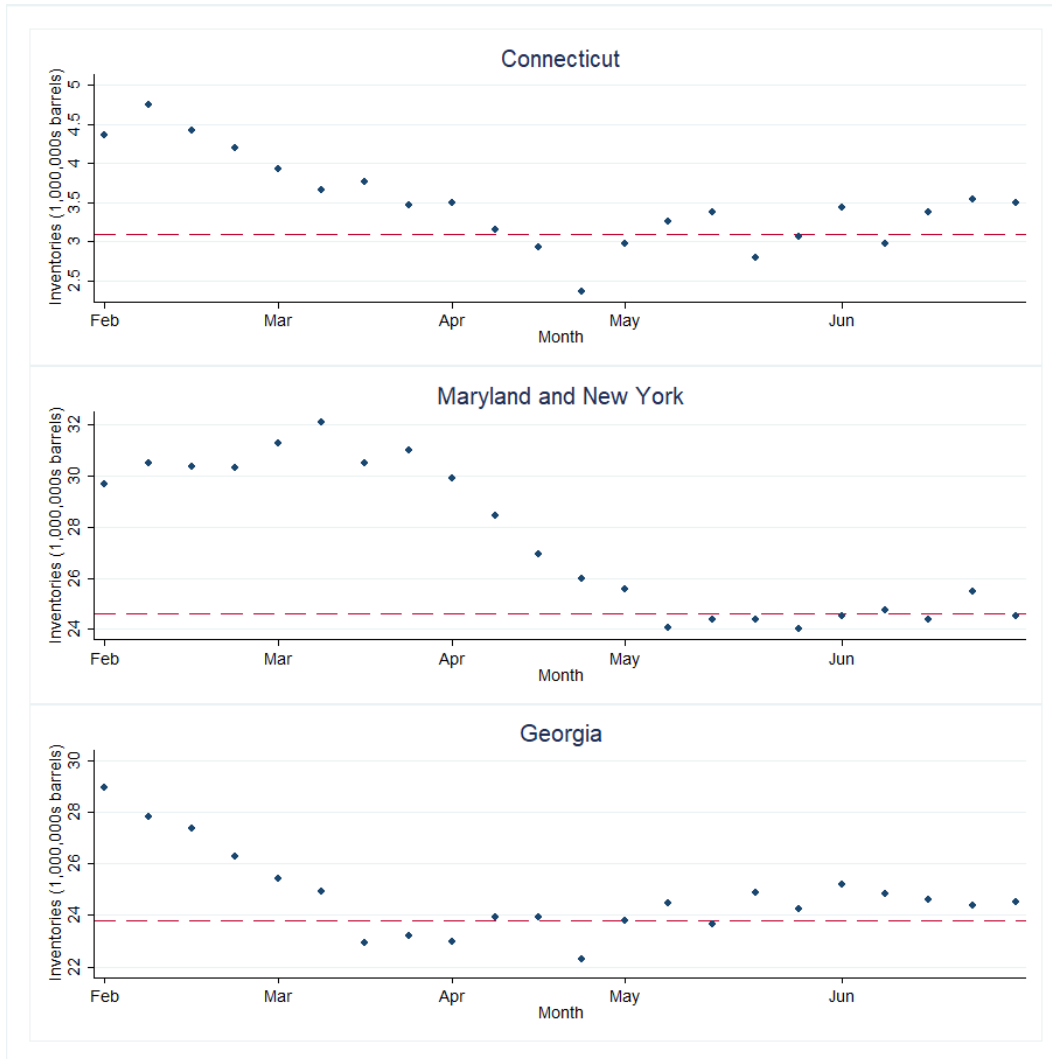 Connecticut
Inventories (1,000,000s barrels)
5
4.5
4
3.5
3
2.5
Feb Mar Apr May Jun
Month
Maryland and New York
Inventories (1,000,000s barrels)
32
30
28
26
24
Feb Mar Apr May Jun
Month
Georgia
Inventories (1,000,000s barrels)
30
28
26
24
22
Feb Mar Apr May Jun
Month